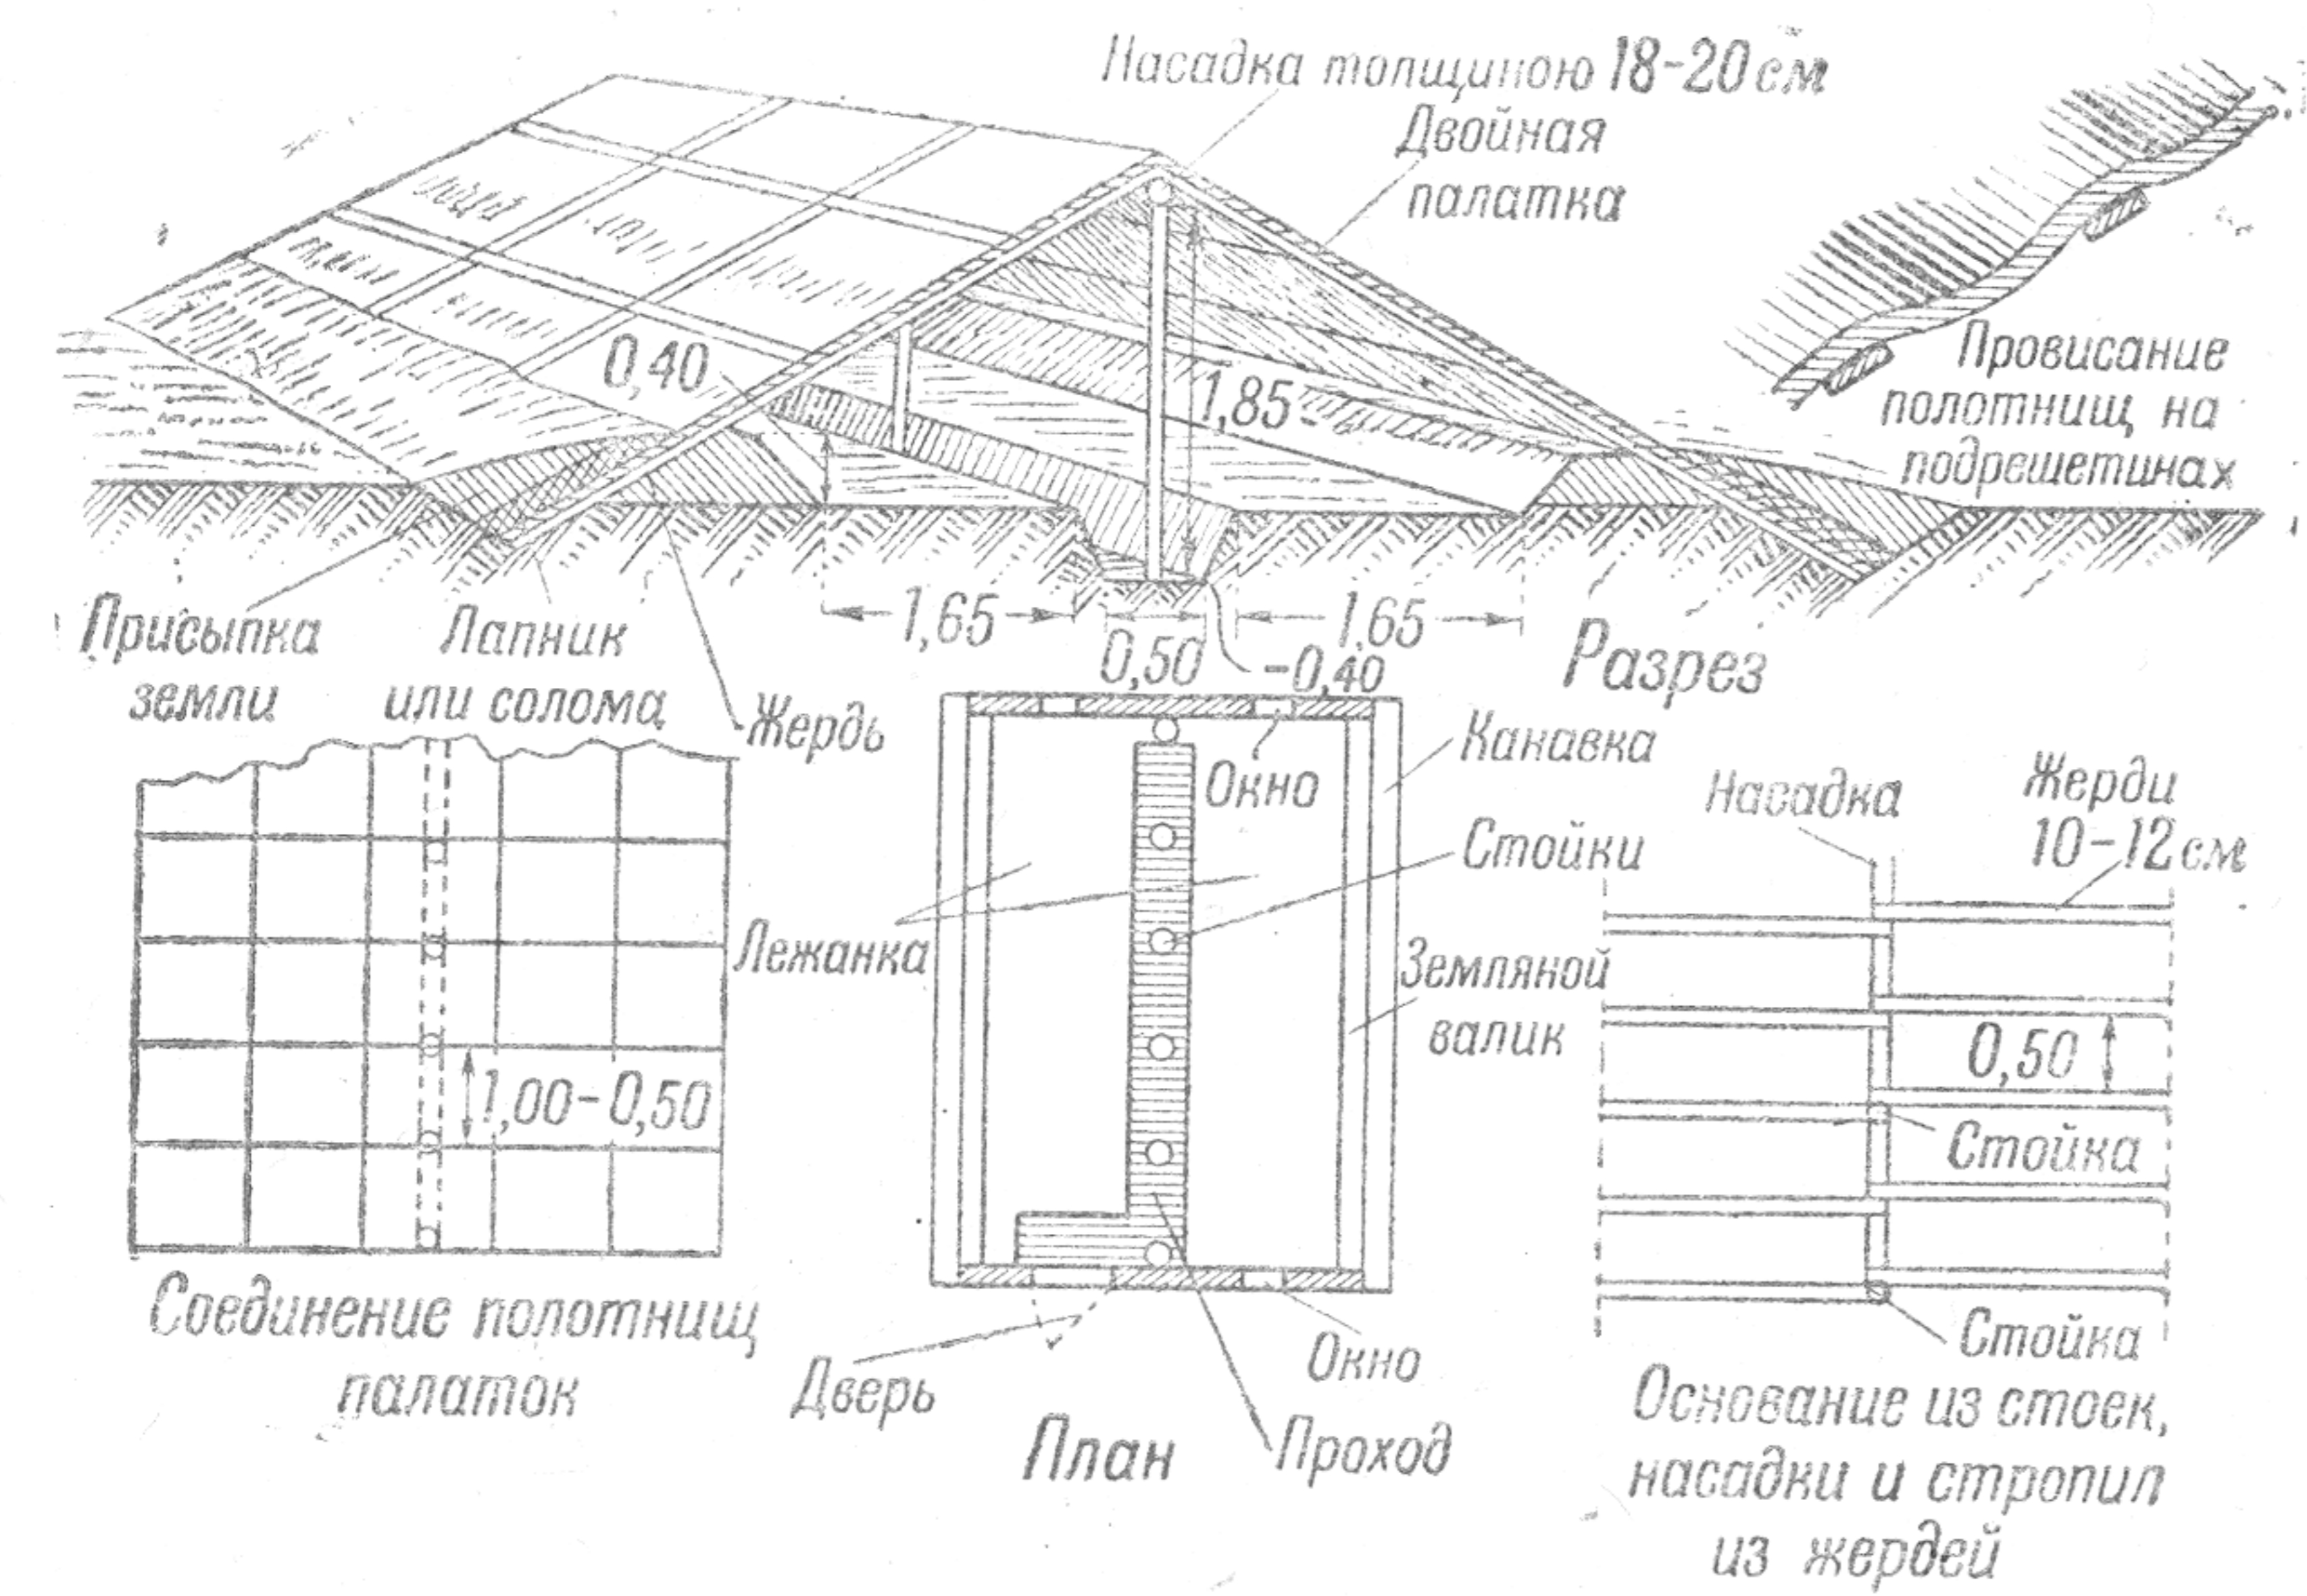 Насадка толщиною 18-20 см
Двойная
палатка
0,40
1,85
Провисание
полотнищ на
подрешетинах
1,65
0,50
-0,40
1,65
Разрез
Присыпка
земли
Лапник
или солома
Жердь
1,00-0,50
Соединение полотнищ
палаток
Окно
Канавка
Стойки
Лежанка
Земляной
валик
Дверь
Окно
План
Проход
Насадка
Жерди
10-12 см
0,50
Стойка
Стойка
Основание из стоек,
насадки и стропил
из жердей